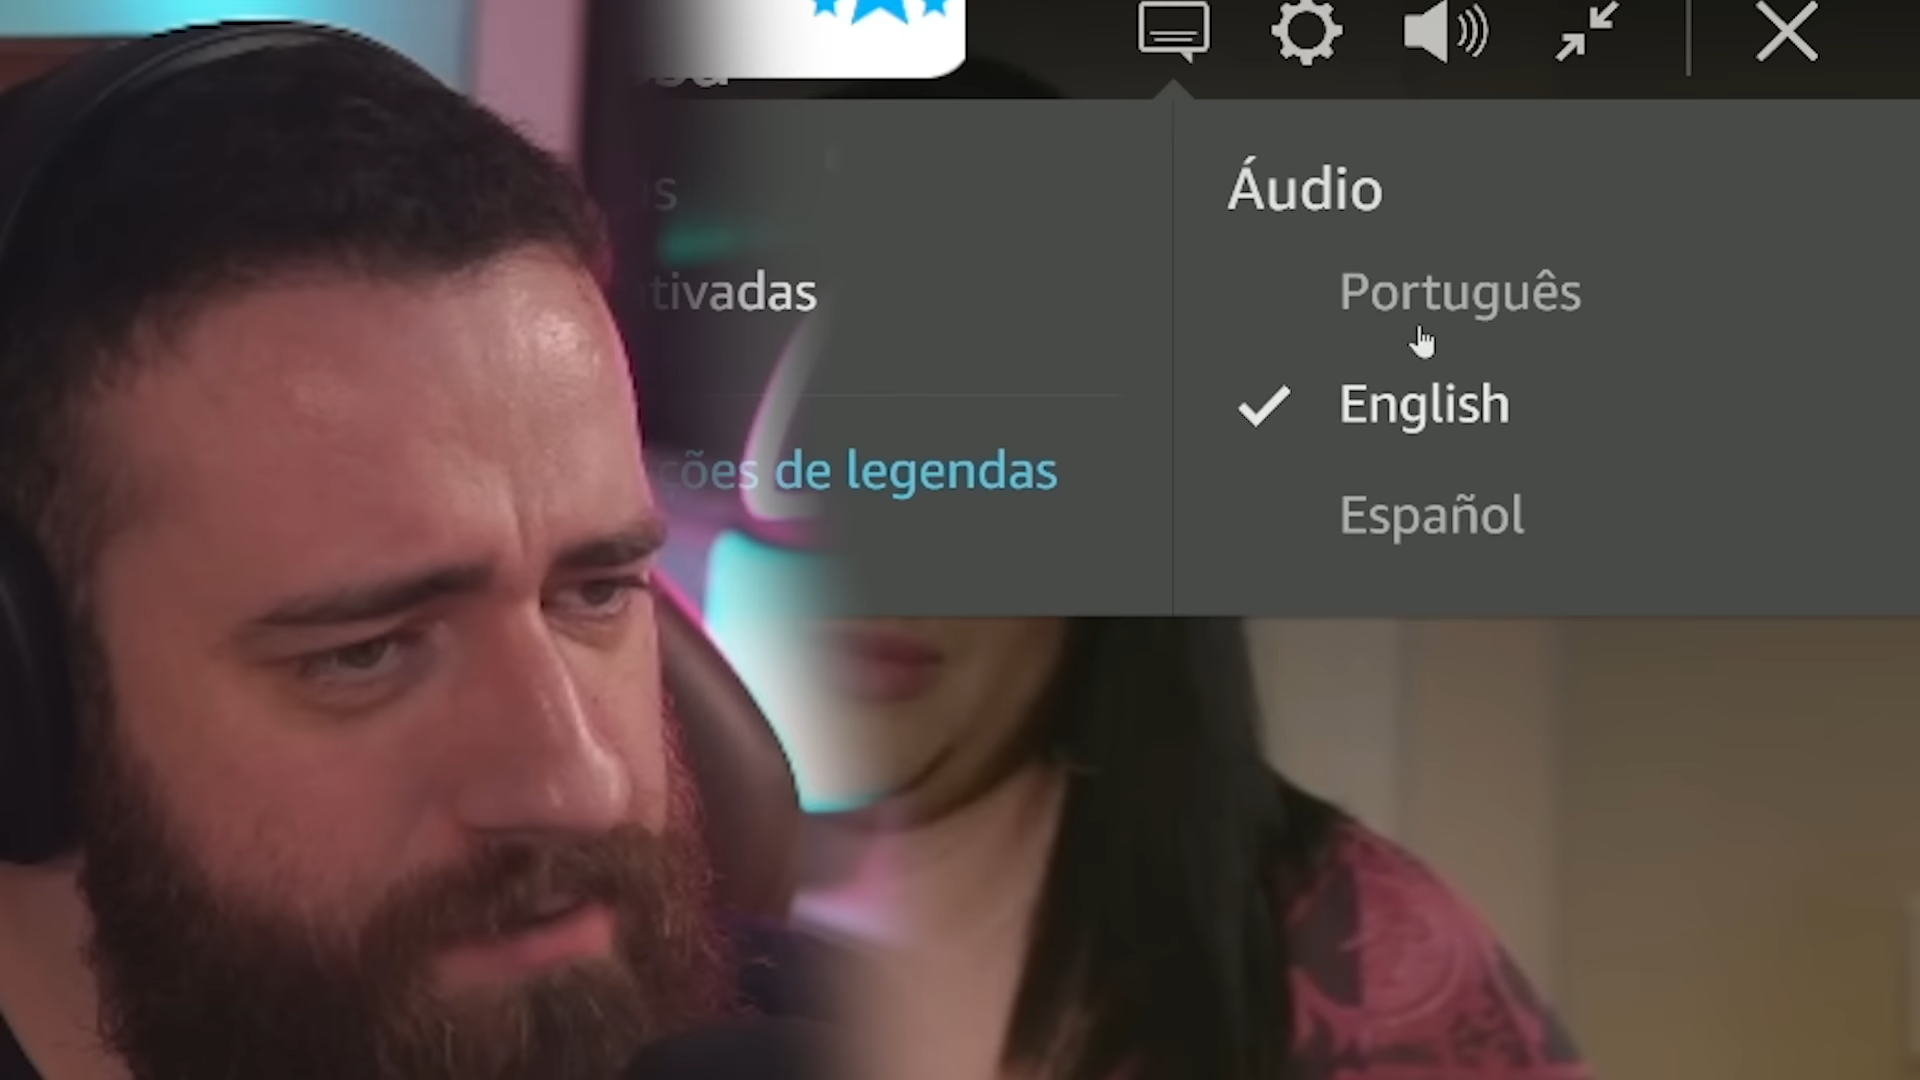 Áudio
Português
tivadas
English
ções de legendas
Español